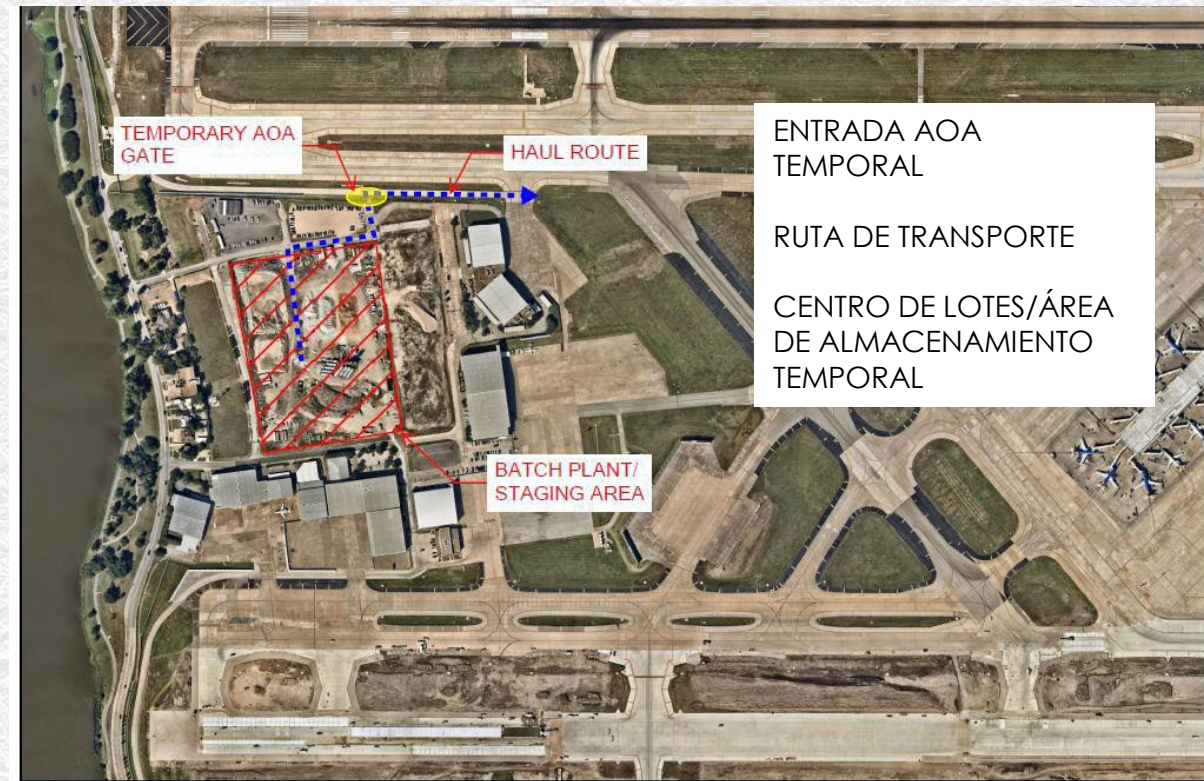 TEMPORARY AOA
GATE
HAUL ROUTE
BATCH PLANT/
STAGING AREA
ENTRADA AOA
TEMPORAL
RUTA DE TRANSPORTE
CENTRO DE LOTES/ÁREA
DE ALMACENAMIENTO
TEMPORAL